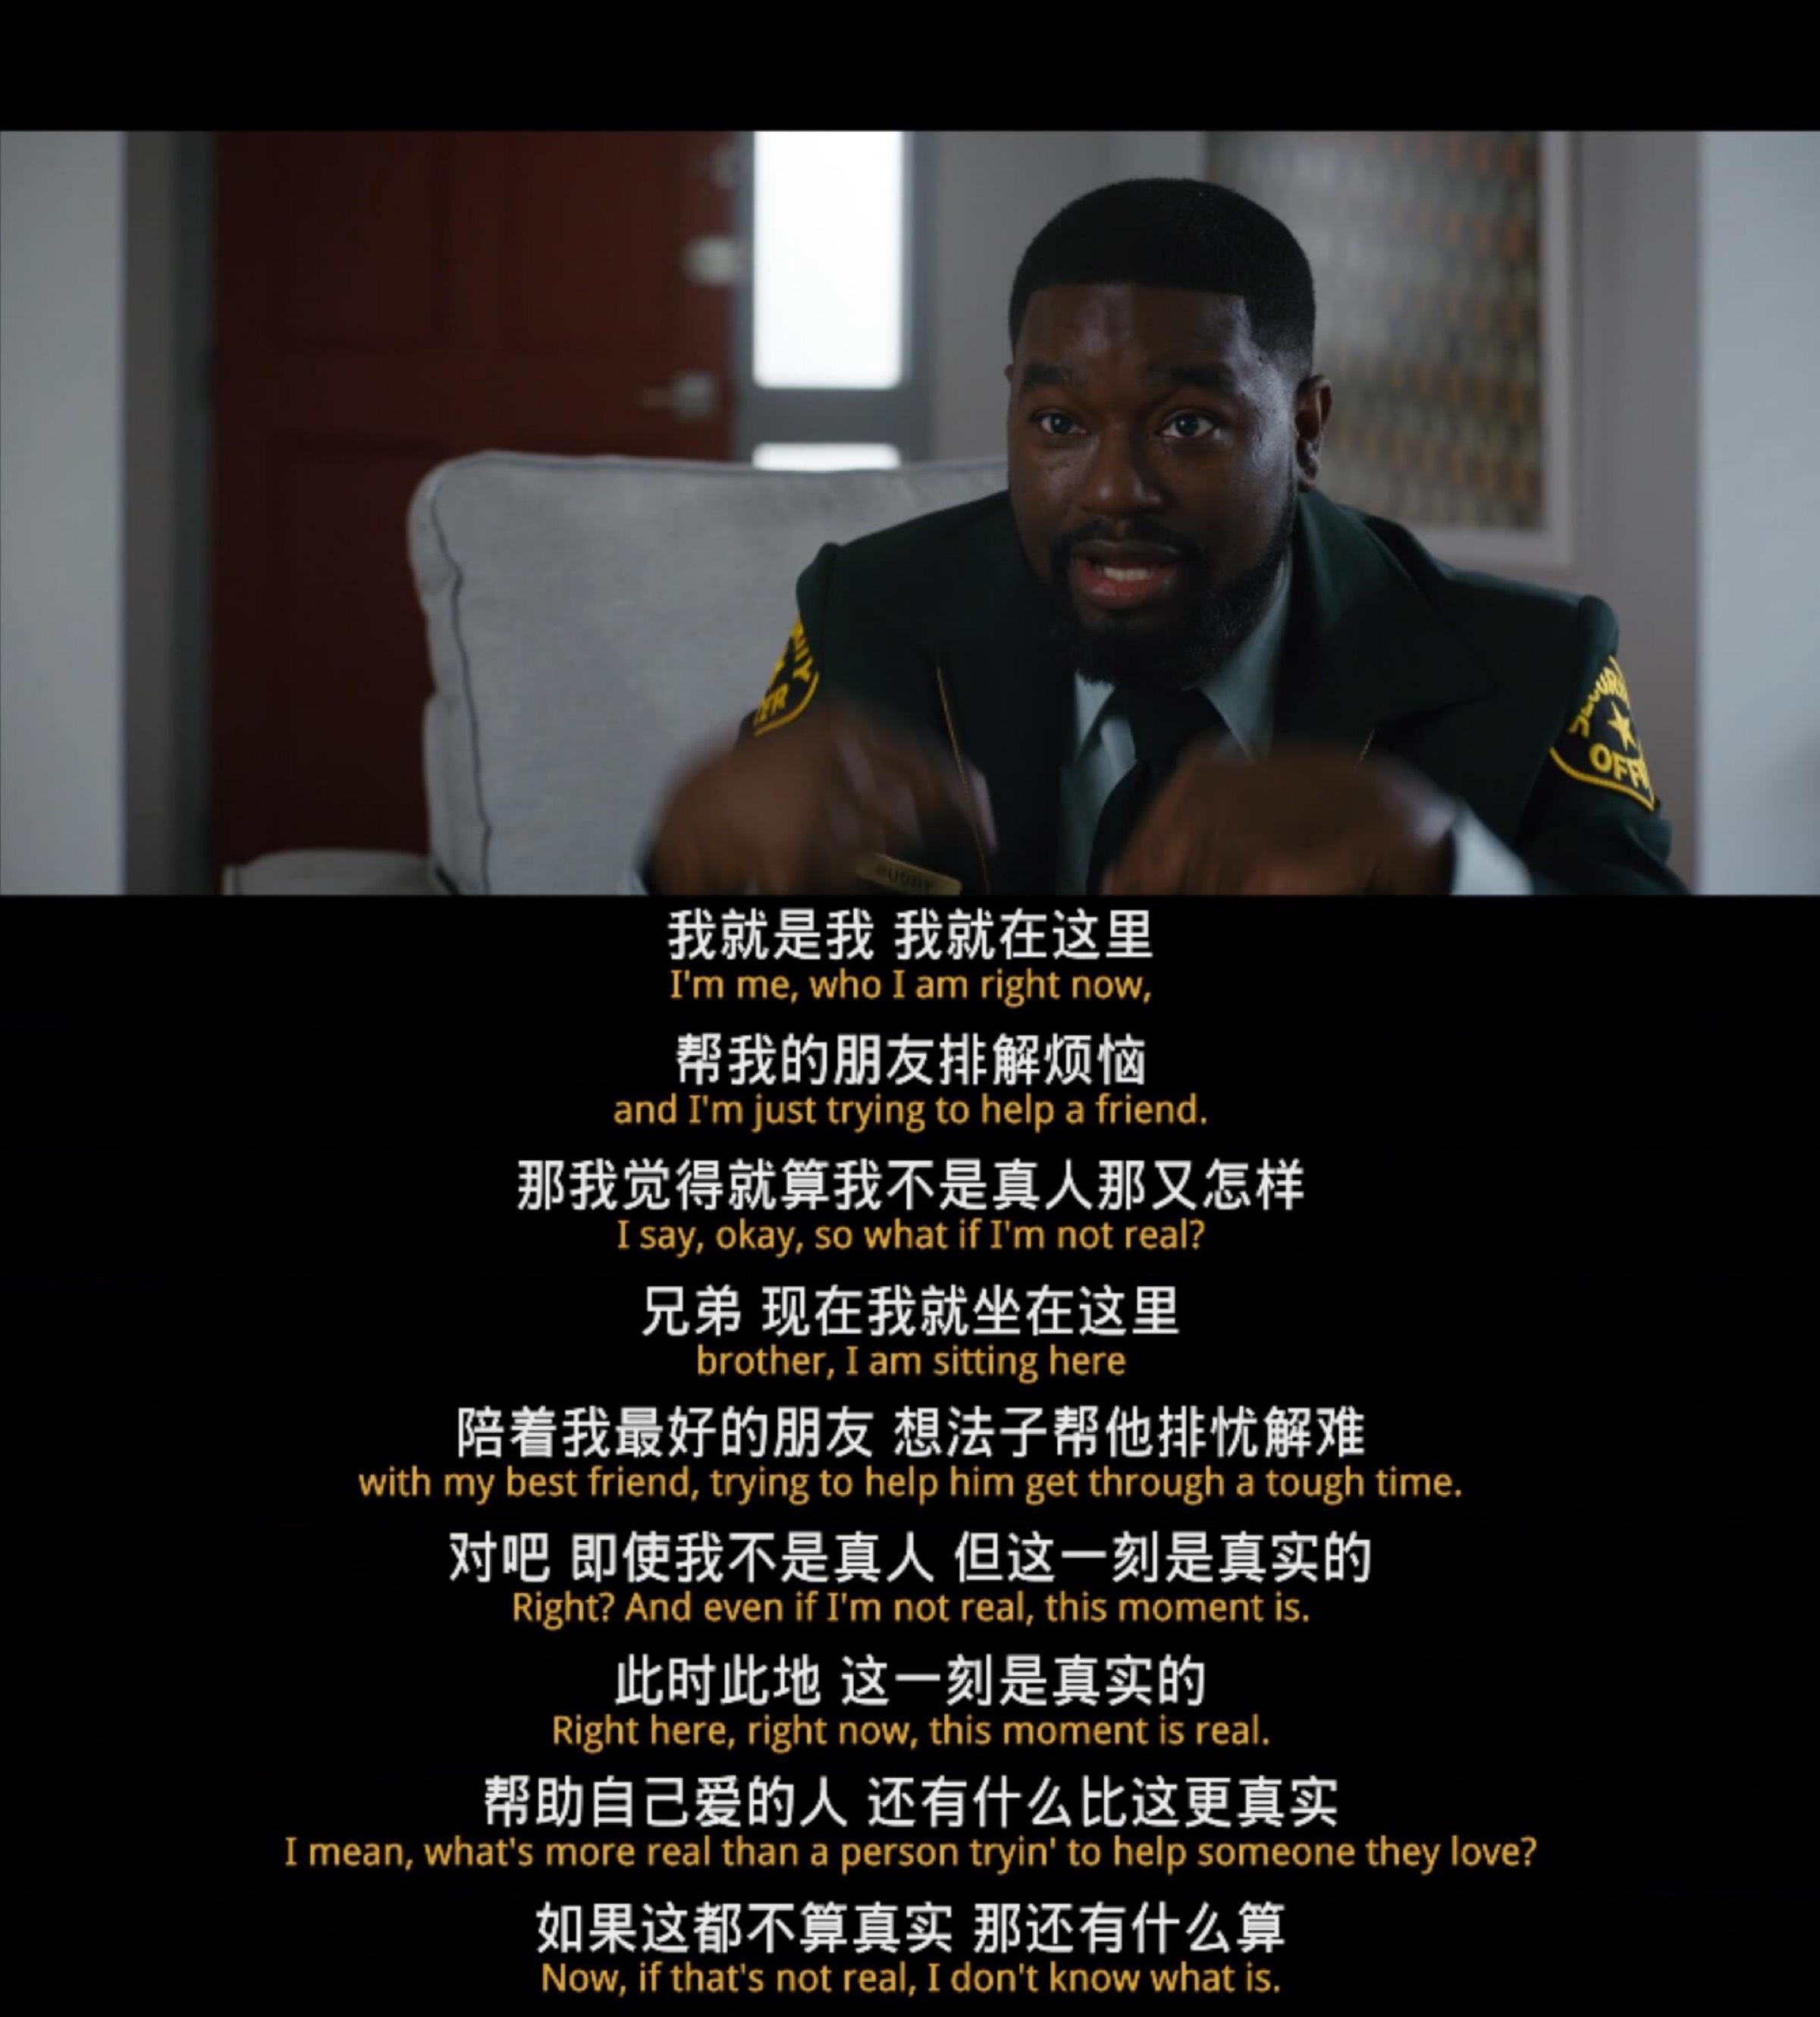 OFF
BUDDY
我就是我 我就在这里
I'm me, who I am right now,
帮我的朋友排解烦恼
and I'm just trying to help a friend.
那我觉得就算我不是真人那又怎样
I say, okay, so what if I'm not real?
兄弟 现在我就坐在这里
brother, I am sitting here
陪着我最好的朋友 想法子帮他排忧解难
with my best friend, trying to help him get through a tough time.
对吧 即使我不是真人 但这一刻是真实的
Right? And even if I'm not real, this moment is.
此时此地 这一刻是真实的
Right here, right now, this moment is real.
帮助自己爱的人 还有什么比这更真实
I mean, what's more real than a person tryin' to help someone they love?
如果这都不算真实 那还有什么算
Now, if that's not real, I don't know what is.